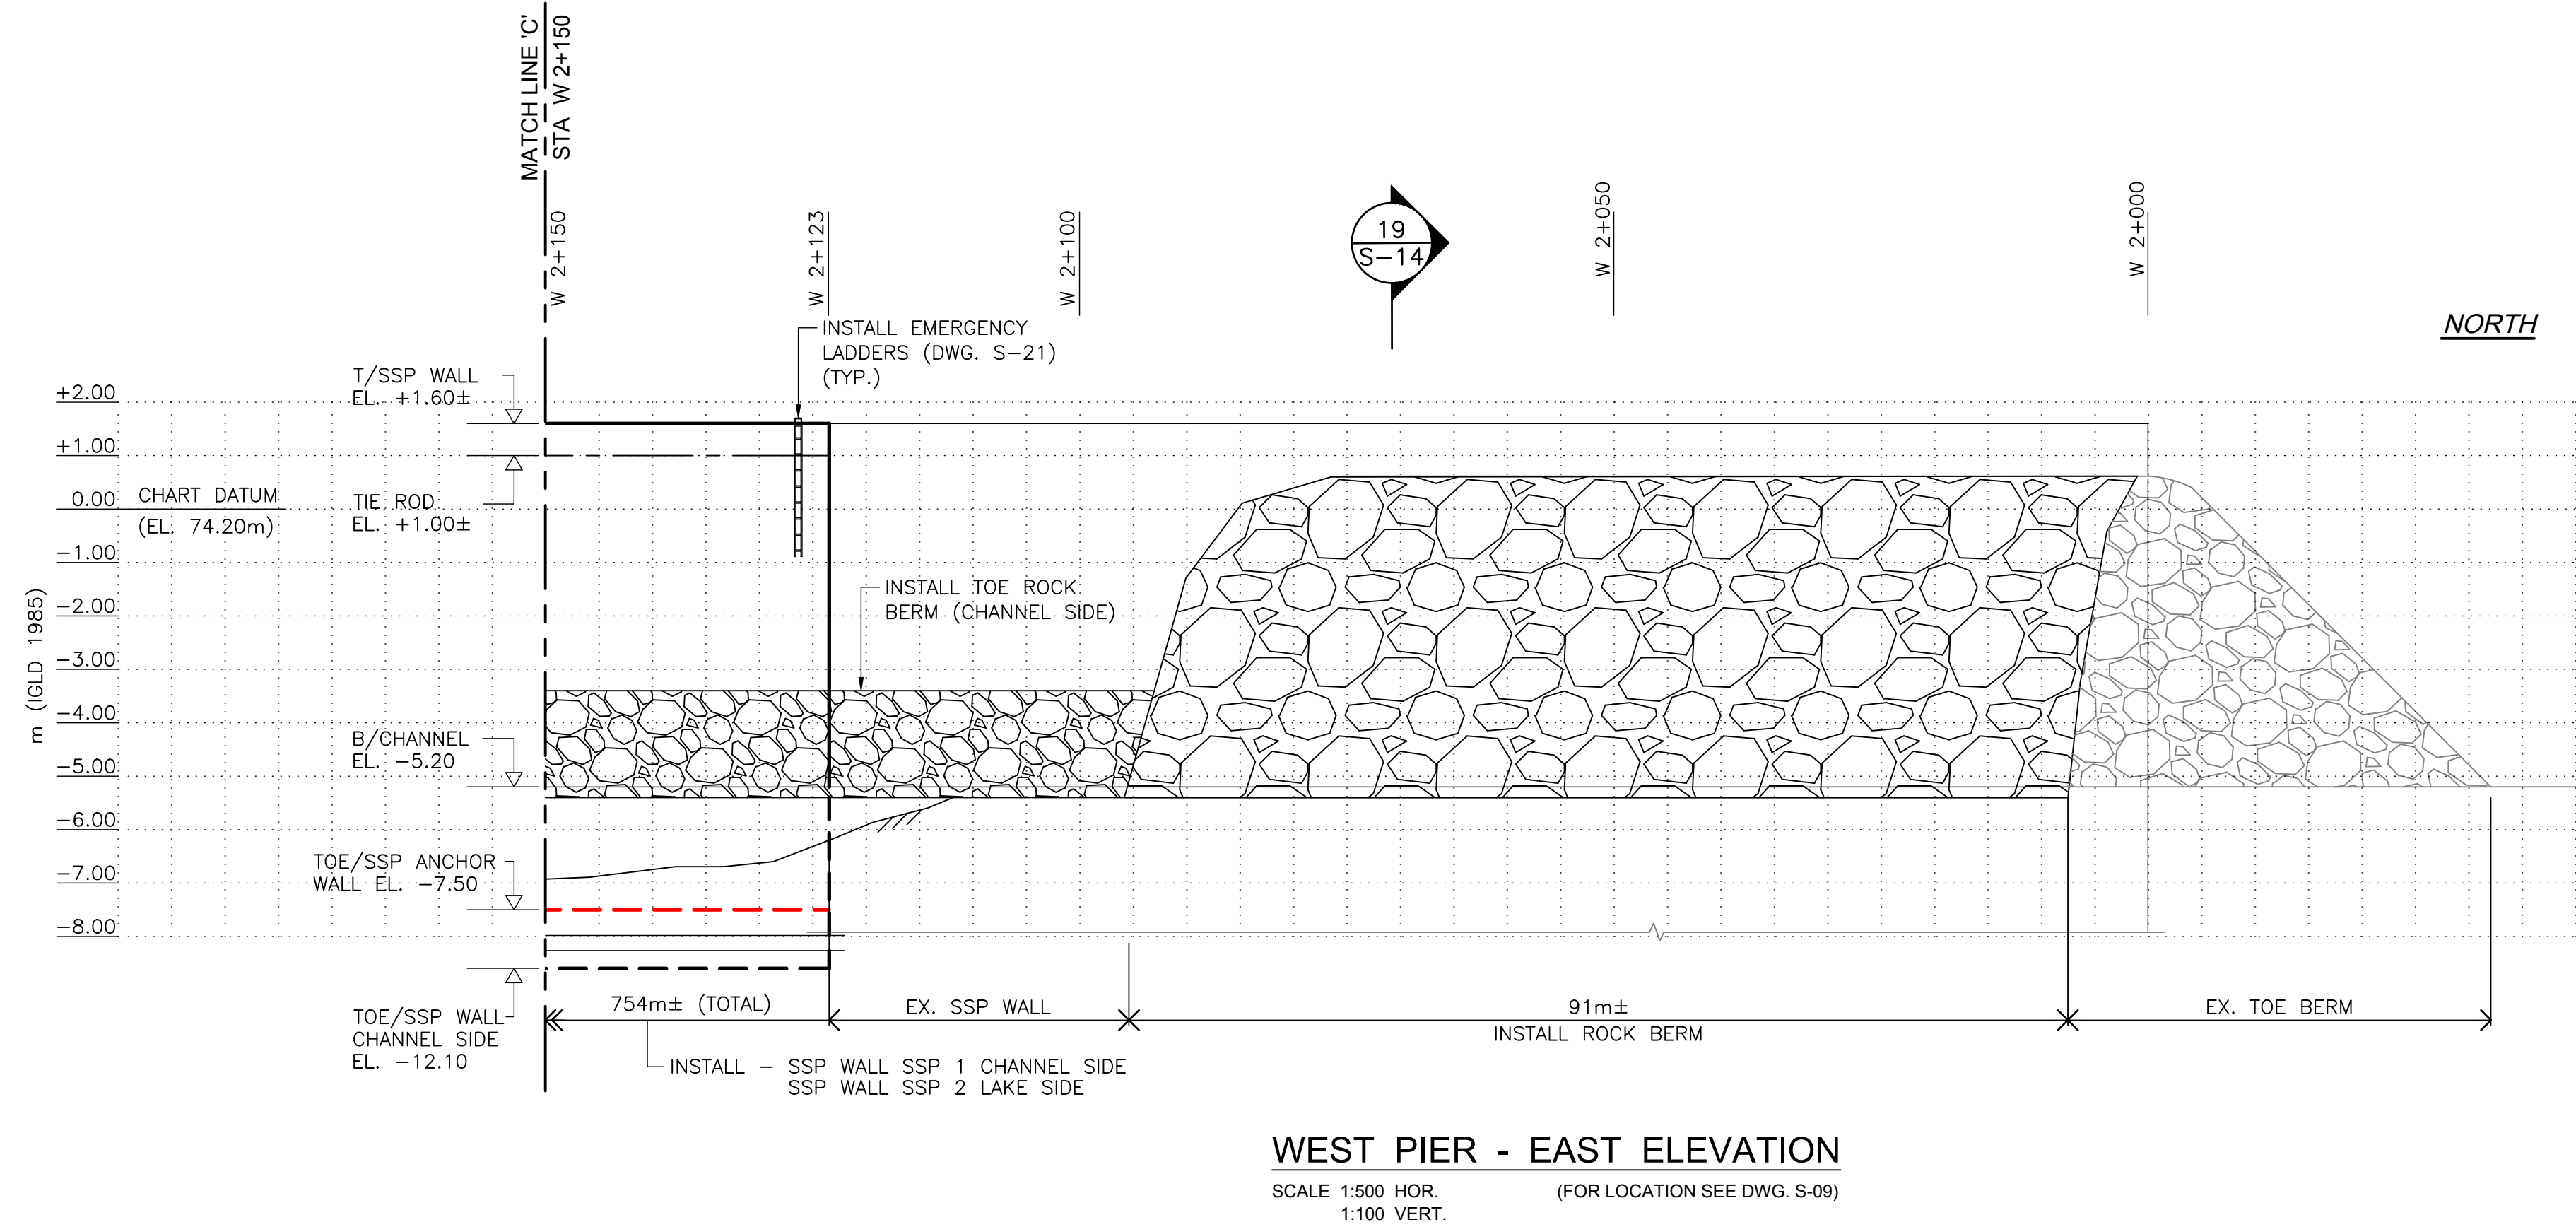 MATCH LINE 'C'
STA W 2+150
W 2+150
W 2+123
W 2+100
19
S-14
W 2+050
W 2+000
NORTH
INSTALL EMERGENCY
LADDERS (DWG. S-21)
(TYP.)
T/SSP WALL
EL. +1.60±
+2.00
+1.00
0.00
-1.00
-2.00
-3.00
-4.00
-5.00
-6.00
-7.00
-8.00
m (IGLD 1985)
CHART DATUM
(EL. 74.20m)
TIE ROD
EL. +1.00±
INSTALL TOE ROCK
BERM (CHANNEL SIDE)
B/CHANNEL
EL. -5.20
TOE/SSP ANCHOR
WALL EL. -7.50
TOE/SSP WALL
CHANNEL SIDE
EL. -12.10
754m± (TOTAL)
EX. SSP WALL
91m±
INSTALL ROCK BERM
EX. TOE BERM
INSTALL - SSP WALL SSP 1 CHANNEL SIDE
SSP WALL SSP 2 LAKE SIDE
WEST PIER - EAST ELEVATION
SCALE 1:500 HOR. (FOR LOCATION SEE DWG. S-09)
1:100 VERT.